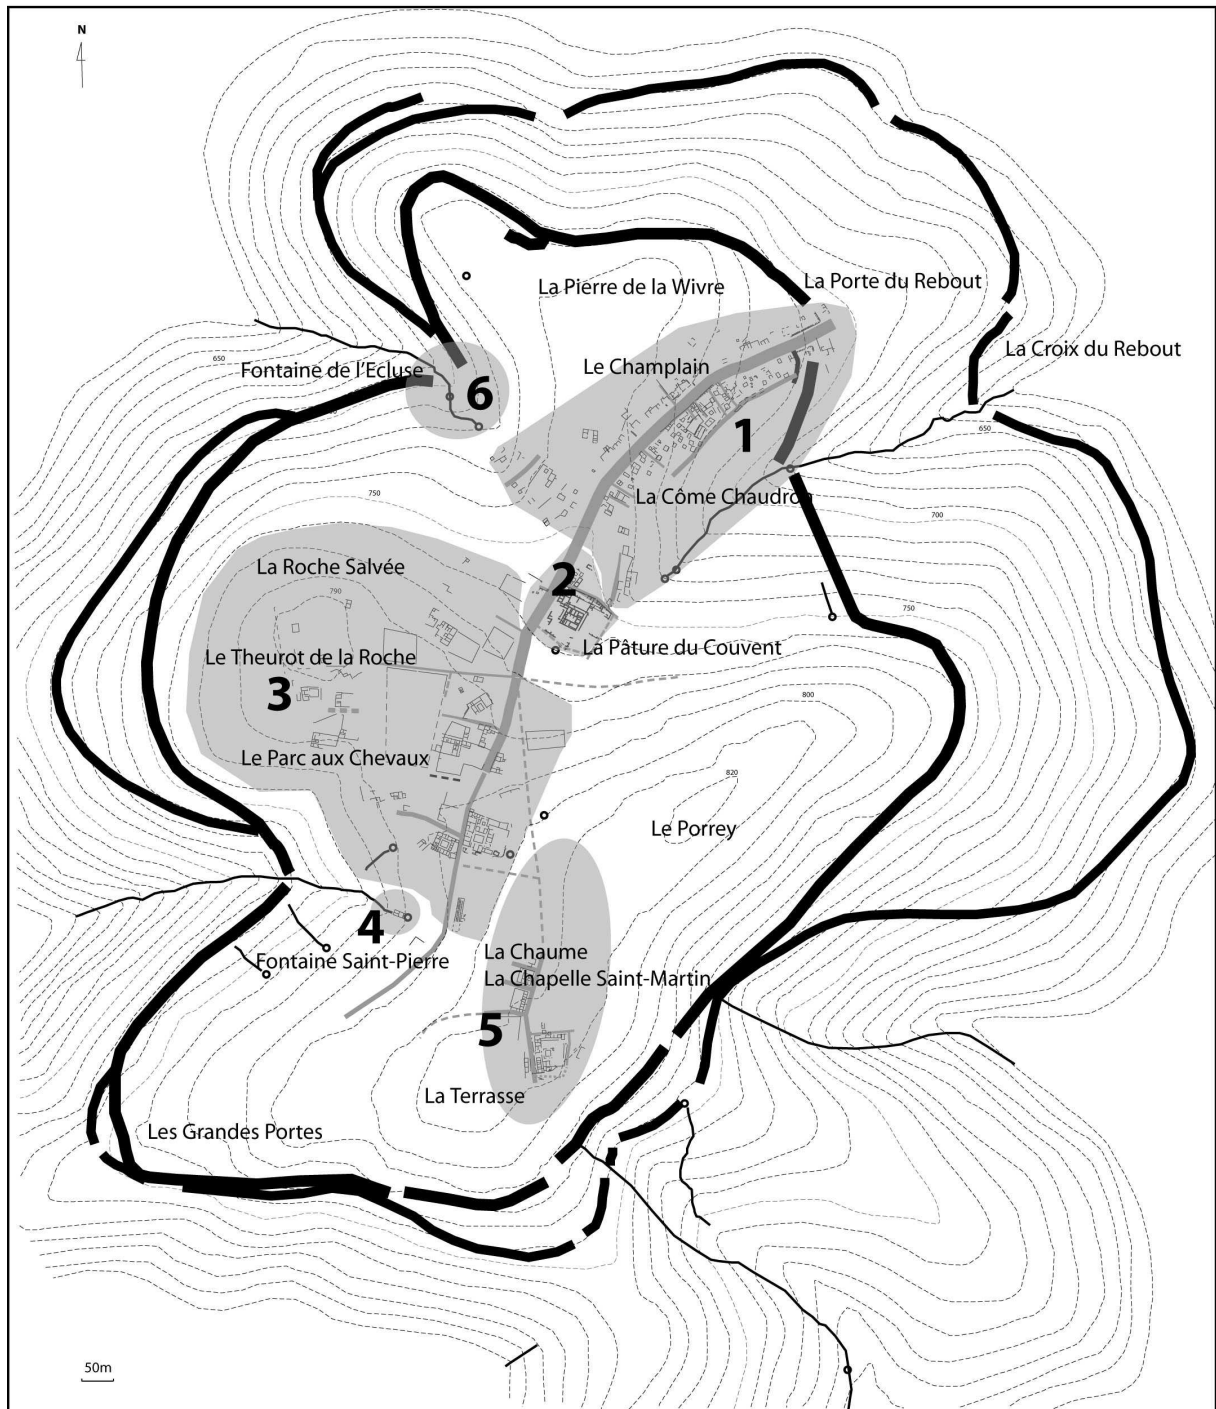 N
La Pierre de la Wivre
La Porte du Rebout
La Croix du Rebout
650
Fontaine de l'Ecluse
Le Champlain
6
1
650
750
La Côme Chaudron
700
La Roche Salvée
2
790
750
La Pâture du Couvent
Le Theurot de la Roche
3
800
Le Parc aux Chevaux
820
Le Porrey
4
Fontaine Saint-Pierre
La Chaume
La Chapelle Saint-Martin
5
La Terrasse
Les Grandes Portes
50m